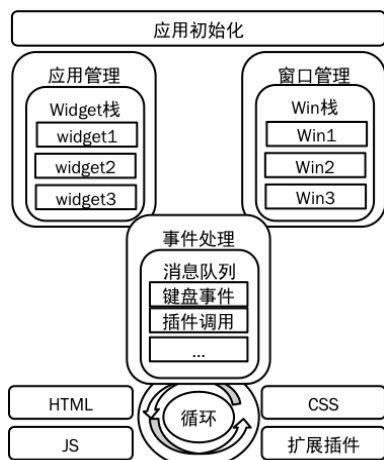 应用初始化
应用管理
Widget栈
widget1
widget2
widget3
窗口管理
Win栈
Win1
Win2
Win3
事件处理
消息队列
键盘事件
插件调用
...
HTML
JS
循环
CSS
扩展插件